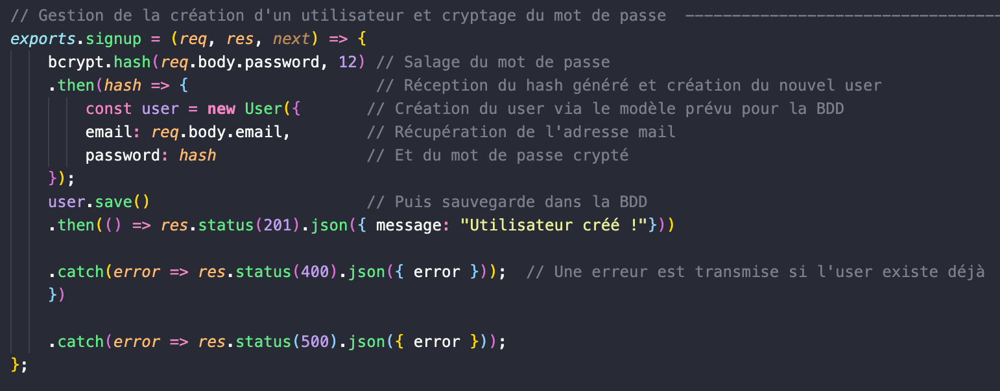 // Gestion de la création d'un utilisateur et cryptage du mot de passe ----------------------------------
exports.signup = (req, res, next) => {
bcrypt.hash(req.body.password, 12) // Salage du mot de passe
.then(hash => { // Réception du hash généré et création du nouvel user
const user = new User({ // Création du user via le modèle prévu pour la BDD
email: req.body.email, // Récupération de l'adresse mail
password: hash // Et du mot de passe crypté
});
user.save() // Puis sauvegarde dans la BDD
.then(() => res.status(201).json({ message: "Utilisateur créé !"}))
.catch(error => res.status(400).json({ error })); // Une erreur est transmise si l'user existe déjà
})
.catch(error => res.status(500).json({ error }));
};